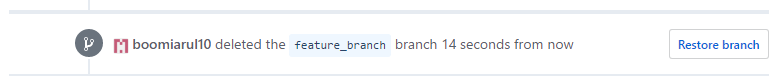 boomiarul10 deleted the feature_branch branch 14 seconds from now Restore branch